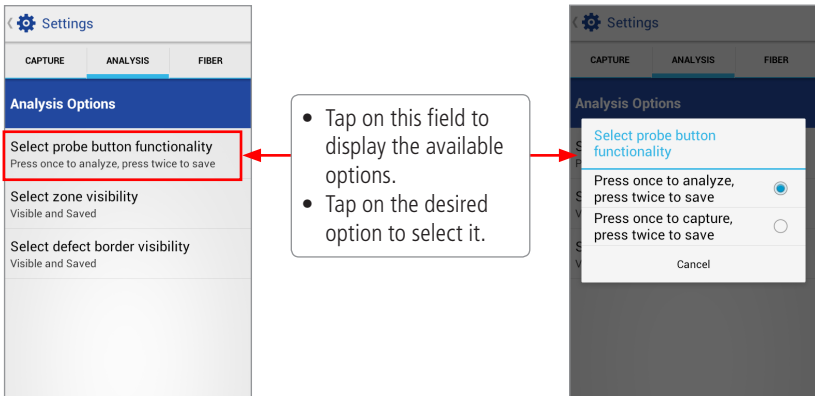 Settings
CAPTURE ANALYSIS FIBER
Analysis Options
Select probe button functionality
Press once to analyze, press twice to save
Select zone visibility
Visible and Saved
Select defect border visibility
Visible and Saved
• Tap on this field to
display the available
options.
• Tap on the desired
option to select it.
Settings
CAPTURE ANALYSIS FIBER
Analysis Options
S
P
S
V
S
V
Select probe button
functionality
Press once to analyze,
press twice to save
Press once to capture,
press twice to save
Cancel